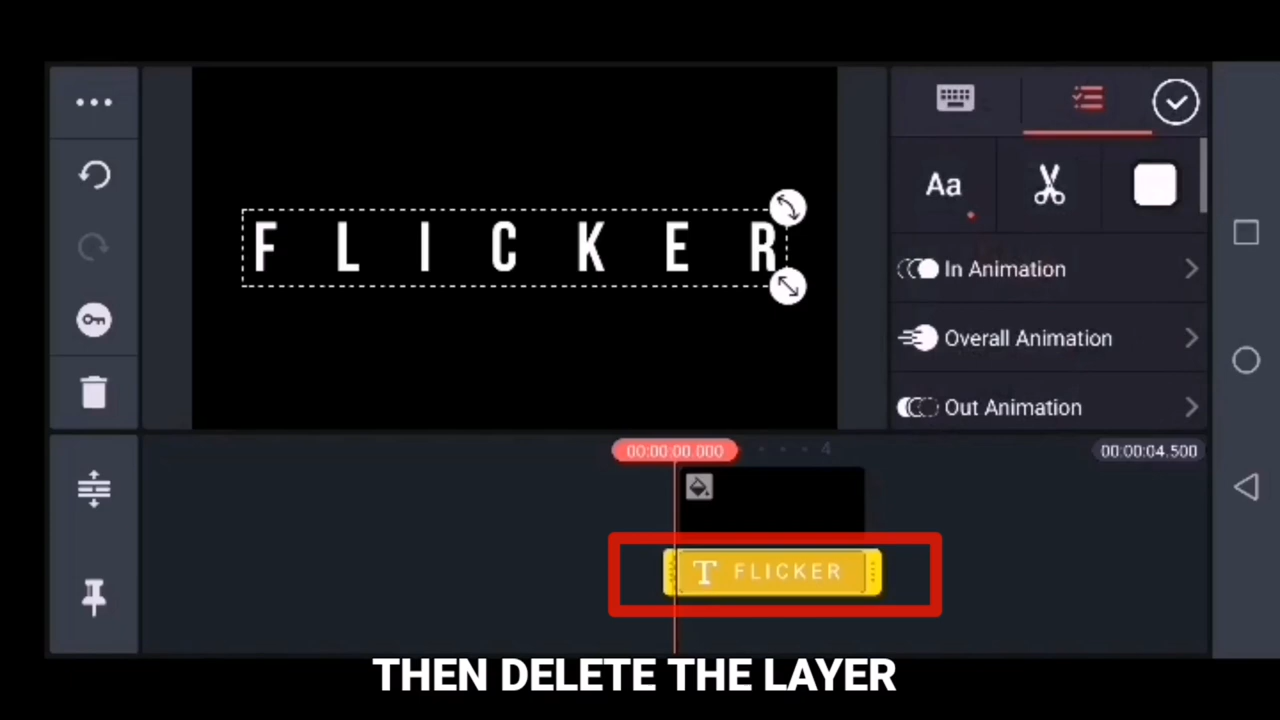 F L I C K E R
Aa
In Animation
Overall Animation
Out Animation
00:00:00.000
4
00:00:04.500
T FLICKER
THEN DELETE THE LAYER